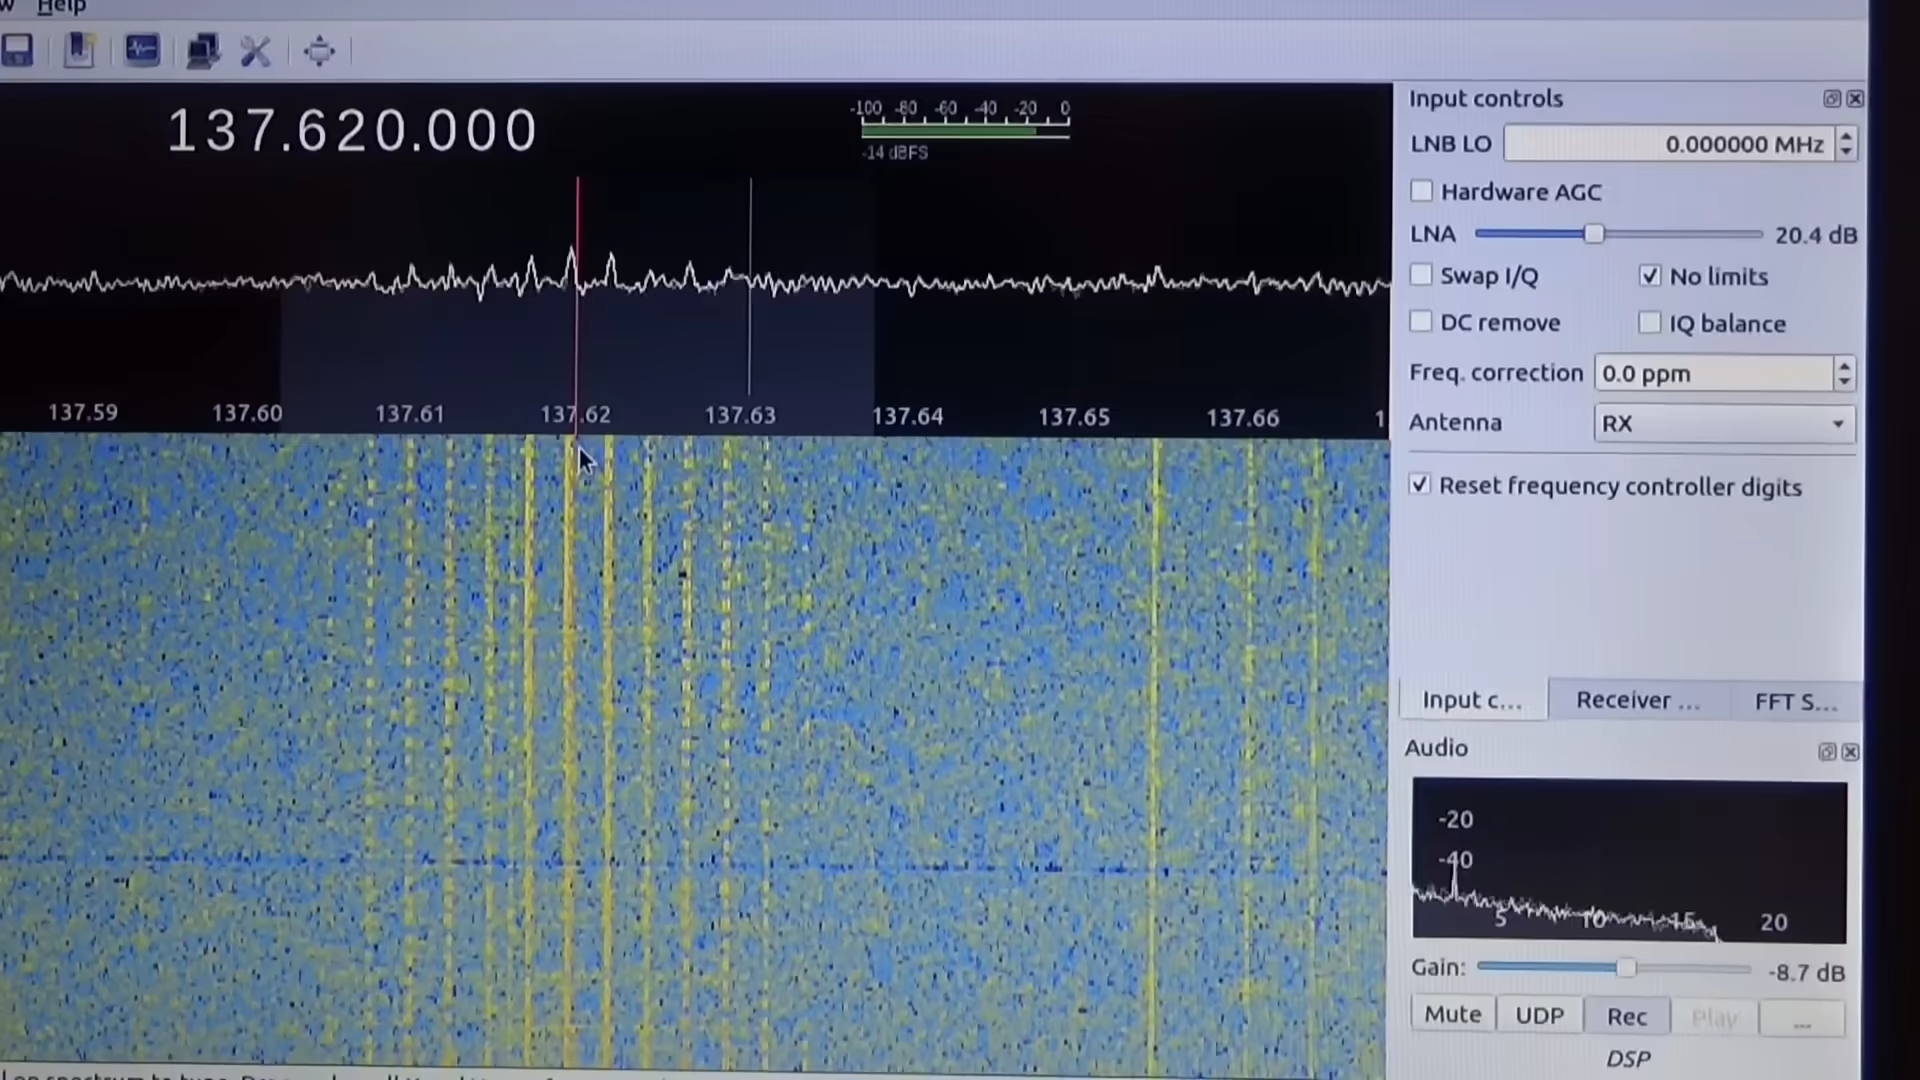 w Help
137.620.000
-100 -80 -60 -40 -20 0
-14 dBFS
137.59 137.60 137.61 137.62 137.63 137.64 137.65 137.66 1
Input controls
LNB LO 0.000000 MHz
Hardware AGC
LNA 20.4 dB
Swap I/Q No limits
DC remove IQ balance
Freq. correction 0.0 ppm
Antenna RX
Reset frequency controller digits
Input c... Receiver ... FFT S...
Audio
-20
-40
5 10 15 20
Gain: -8.7 dB
Mute UDP Rec Play ...
DSP